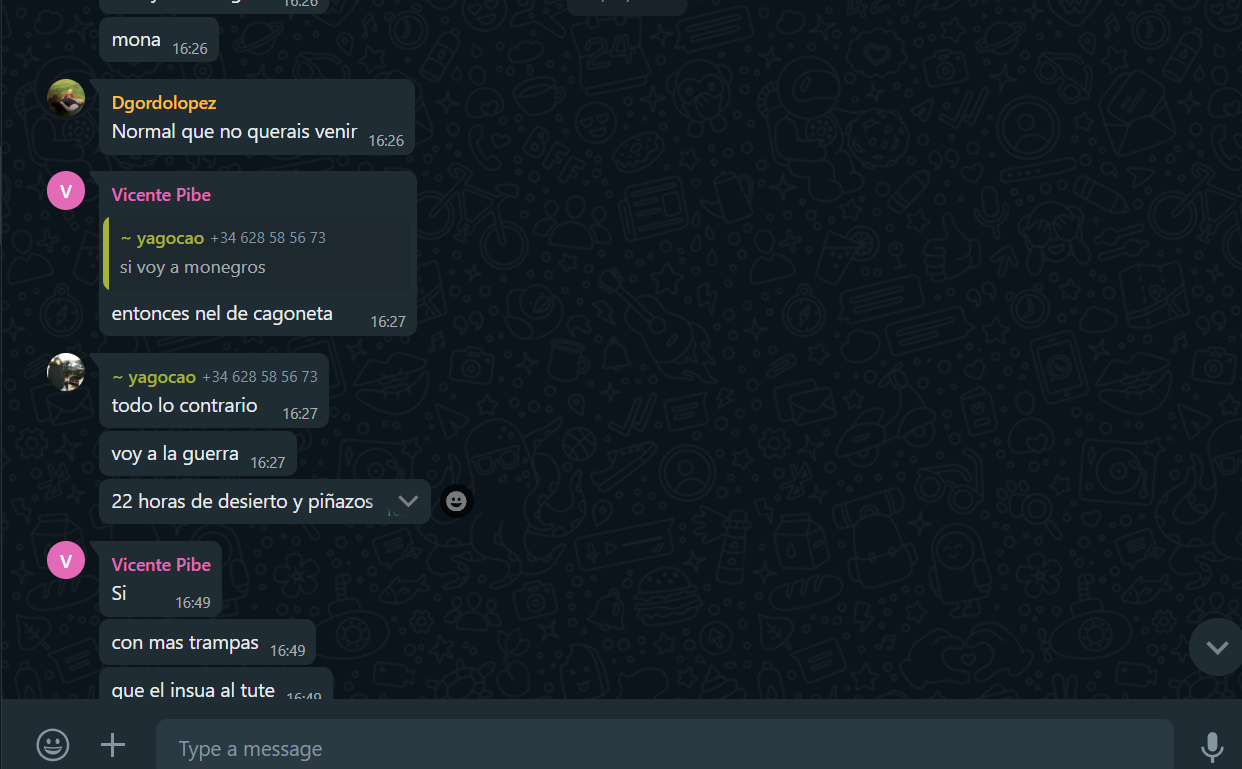 16:26
mona 16:26
Dgordolopez
Normal que no querais venir 16:26
V
Vicente Pibe
~ yagocao +34 628 58 56 73
si voy a monegros
entonces nel de cagoneta 16:27
~ yagocao +34 628 58 56 73
todo lo contrario 16:27
voy a la guerra 16:27
22 horas de desierto y piñazos
V
Vicente Pibe
Si 16:49
con mas trampas 16:49
que el insua al tute 16:49
Type a message